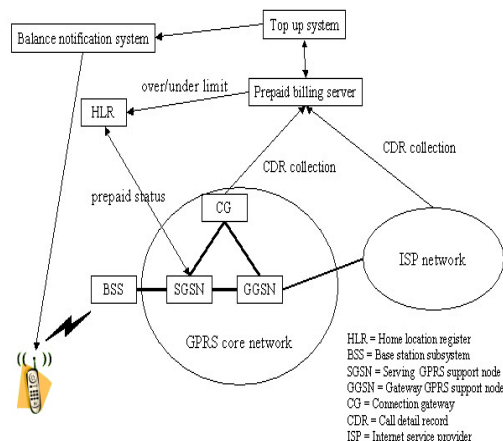 Top up system
Balance notification system
over/under limit
Prepaid billing server
HLR
CDR collection
CDR collection
prepaid status
CG
ISP network
BSS
SGSN
GGSN
GPRS core network
HLR = Home location register
BSS = Base station subsystem
SGSN = Serving GPRS support node
GGSN = Gateway GPRS support node
CG = Connection gateway
CDR = Call detail record
ISP = Internet service provider